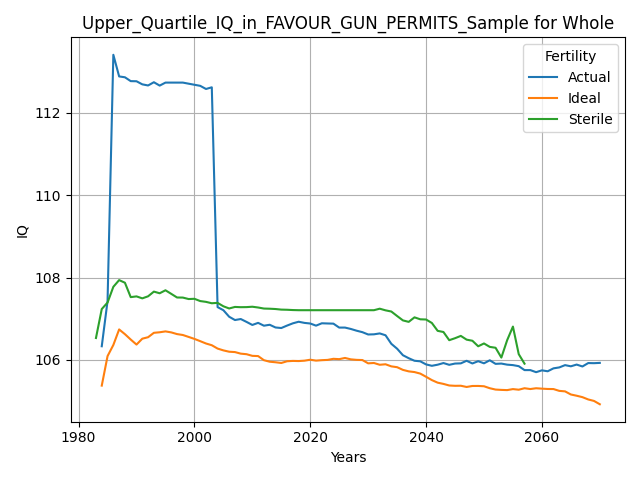 Upper_Quartile_IQ_in_FAVOUR_GUN_PERMITS_Sample for Whole
Fertility
Actual
Ideal
Sterile
IQ
112
110
108
106
1980
2000
2020
2040
2060
Years